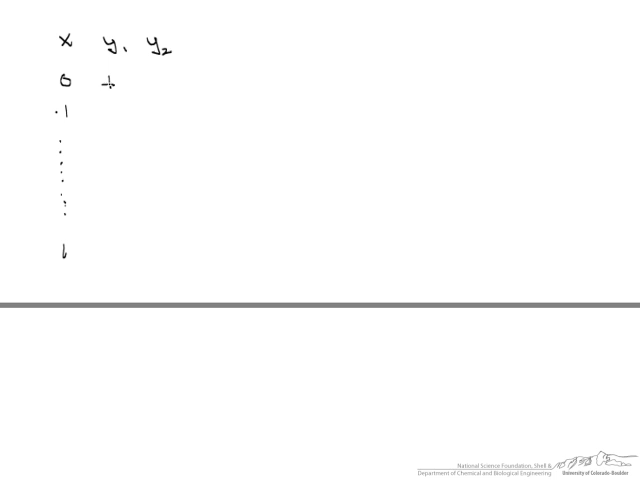 x y₁ y₂
0
.1
1
National Science Foundation, Shell &
Department of Chemical and Biological Engineering
University of Colorado-Boulder